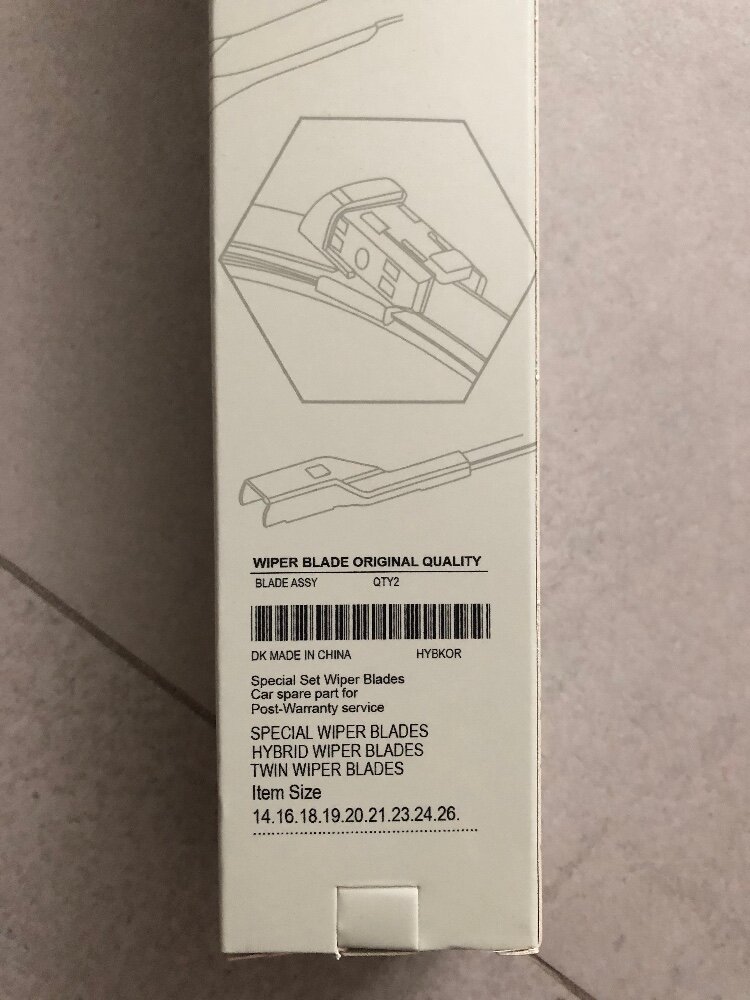 WIPER BLADE ORIGINAL QUALITY
BLADE ASSY QTY2
DK MADE IN CHINA HYBKOR
Special Set Wiper Blades
Car spare part for
Post-Warranty service
SPECIAL WIPER BLADES
HYBRID WIPER BLADES
TWIN WIPER BLADES
Item Size
14.16.18.19.20.21.23.24.26.